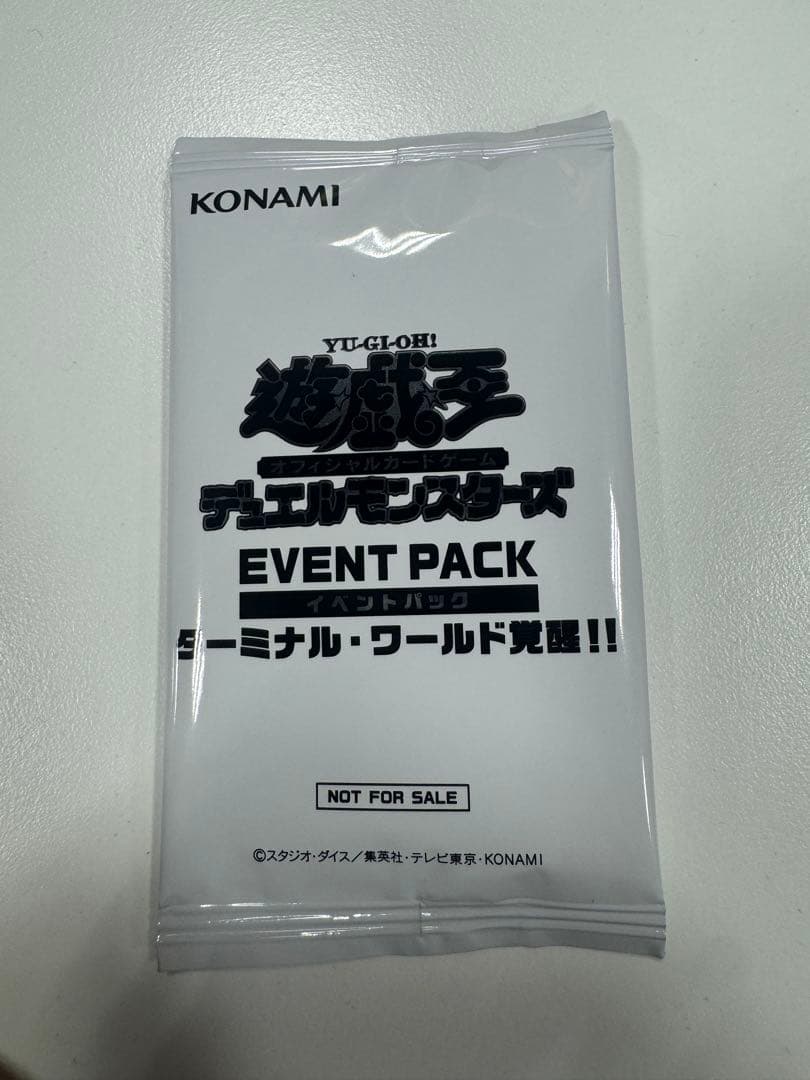 KONAMI
YU-GI-OH!
遊戯王
オフィシャルカードゲーム
デュエルモンスターズ
EVENT PACK
イベントパック
ターミナル・ワールド覚醒!!
NOT FOR SALE
©スタジオ・ダイス/集英社・テレビ東京・KONAMI